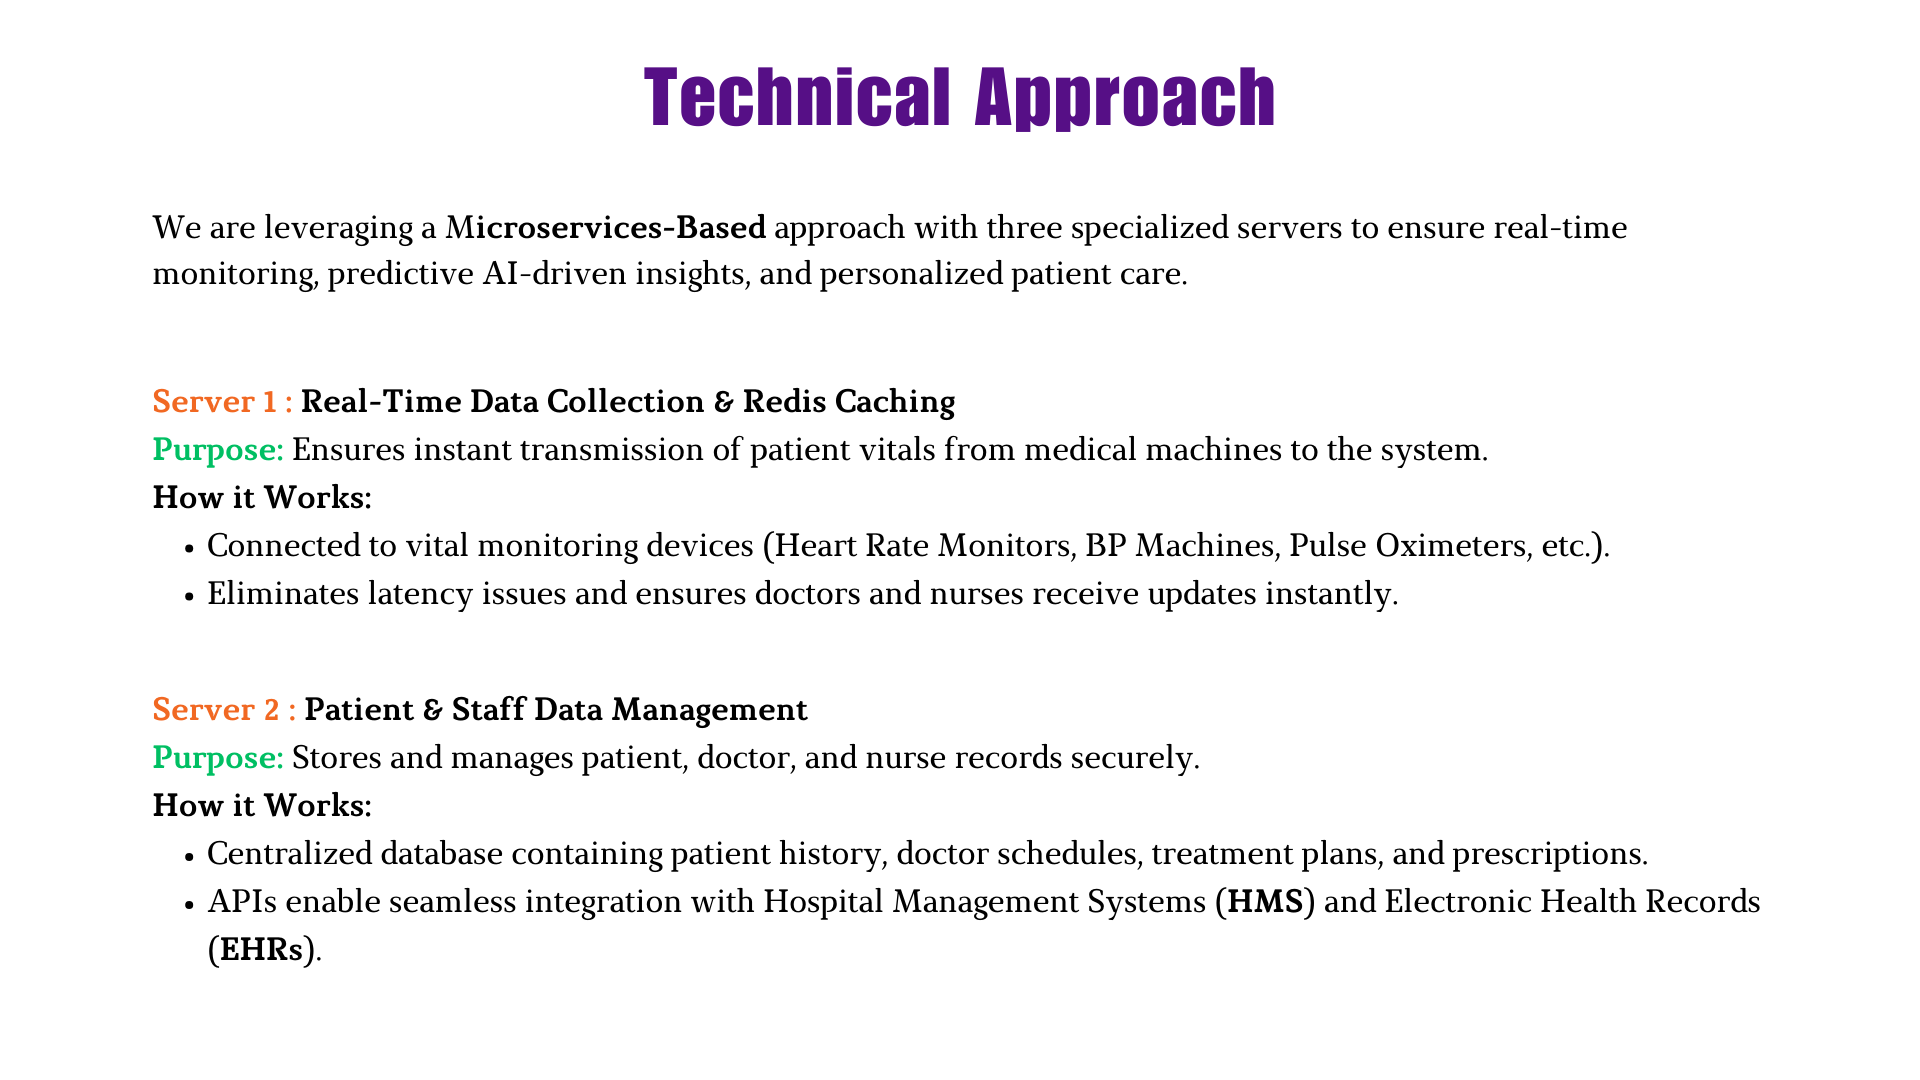 Technical Approach
We are leveraging a Microservices-Based approach with three specialized servers to ensure real-time
monitoring, predictive AI-driven insights, and personalized patient care.
Server 1 : Real-Time Data Collection & Redis Caching
Purpose: Ensures instant transmission of patient vitals from medical machines to the system.
How it Works:
• Connected to vital monitoring devices (Heart Rate Monitors, BP Machines, Pulse Oximeters, etc.).
• Eliminates latency issues and ensures doctors and nurses receive updates instantly.
Server 2 : Patient & Staff Data Management
Purpose: Stores and manages patient, doctor, and nurse records securely.
How it Works:
• Centralized database containing patient history, doctor schedules, treatment plans, and prescriptions.
• APIs enable seamless integration with Hospital Management Systems (HMS) and Electronic Health Records
(EHRs).